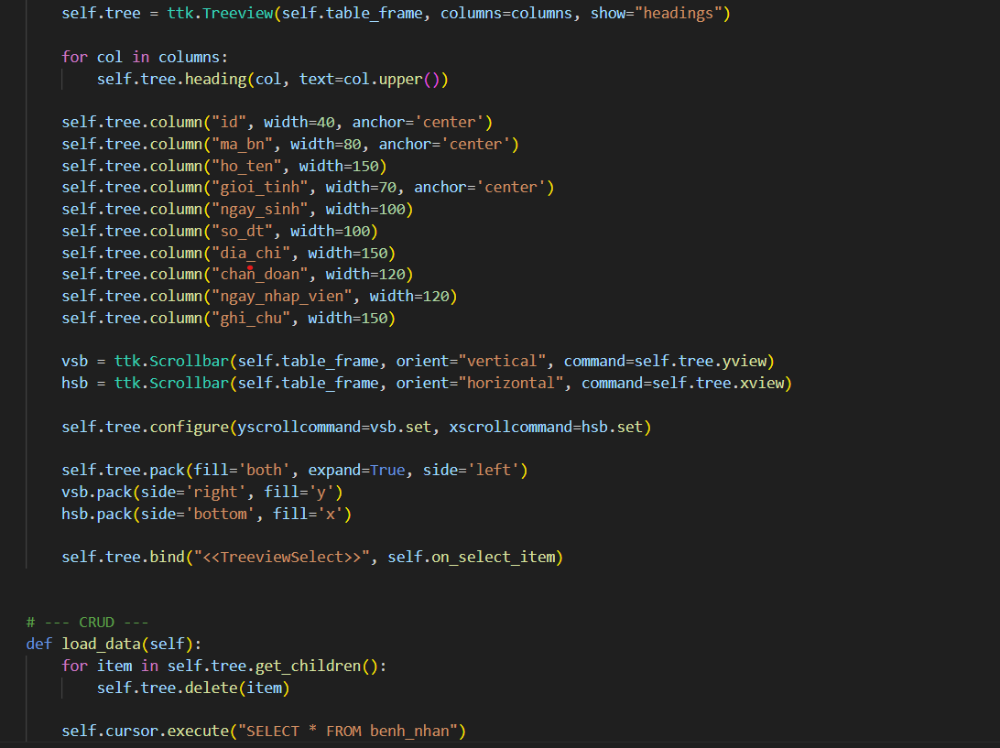 self.tree = ttk.Treeview(self.table_frame, columns=columns, show="headings")
for col in columns:
self.tree.heading(col, text=col.upper())
self.tree.column("id", width=40, anchor='center')
self.tree.column("ma_bn", width=80, anchor='center')
self.tree.column("ho_ten", width=150)
self.tree.column("gioi_tinh", width=70, anchor='center')
self.tree.column("ngay_sinh", width=100)
self.tree.column("so_dt", width=100)
self.tree.column("dia_chi", width=150)
self.tree.column("chan_doan", width=120)
self.tree.column("ngay_nhap_vien", width=120)
self.tree.column("ghi_chu", width=150)
vsb = ttk.Scrollbar(self.table_frame, orient="vertical", command=self.tree.yview)
hsb = ttk.Scrollbar(self.table_frame, orient="horizontal", command=self.tree.xview)
self.tree.configure(yscrollcommand=vsb.set, xscrollcommand=hsb.set)
self.tree.pack(fill='both', expand=True, side='left')
vsb.pack(side='right', fill='y')
hsb.pack(side='bottom', fill='x')
self.tree.bind("<<TreeviewSelect>>", self.on_select_item)
# --- CRUD ---
def load_data(self):
for item in self.tree.get_children():
self.tree.delete(item)
self.cursor.execute("SELECT * FROM benh_nhan")